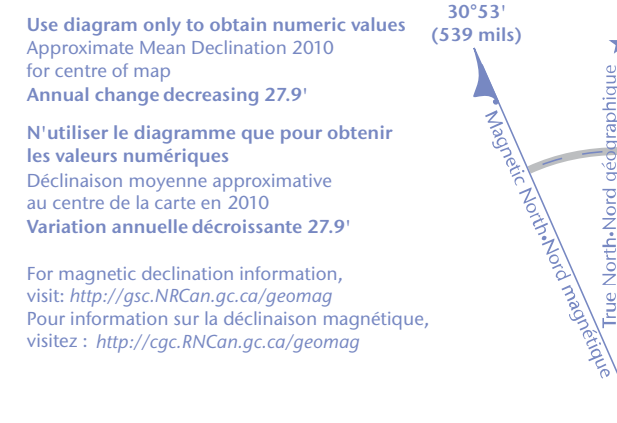 Use diagram only to obtain numeric values
Approximate Mean Declination 2010
for centre of map
Annual change decreasing 27.9'
N'utiliser le diagramme que pour obtenir
les valeurs numériques
Déclinaison moyenne approximative
au centre de la carte en 2010
Variation annuelle décroissante 27.9'
For magnetic declination information,
visit: http://gsc.NRCan.gc.ca/geomag
Pour information sur la déclinaison magnétique,
visitez : http://cgc.RNCan.gc.ca/geomag
30°53'
(539 mils)
Magnetic North•Nord magnétique
True North•Nord géographique